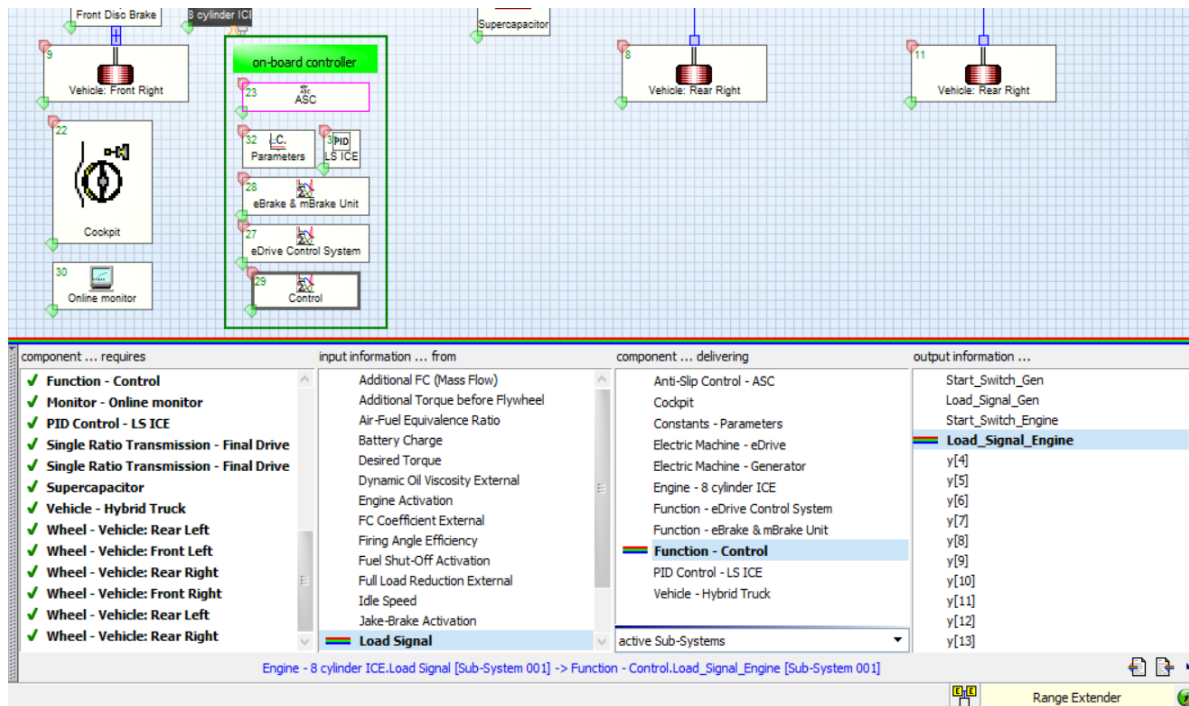 Front Disc Brake
8 cylinder ICI
Supercapacitor
9
Vehicle: Front Right
on-board controller
8
Vehicle: Rear Right
11
Vehicle: Rear Right
23
ASC
22
Cockpit
32
Parameters
PID
LS ICE
28
eBrake & mBrake Unit
27
eDrive Control System
30
Online monitor
29
Control
component ... requires
Function - Control
Monitor - Online monitor
PID Control - LS ICE
Single Ratio Transmission - Final Drive
Single Ratio Transmission - Final Drive
Supercapacitor
Vehicle - Hybrid Truck
Wheel - Vehicle: Rear Left
Wheel - Vehicle: Front Left
Wheel - Vehicle: Rear Right
Wheel - Vehicle: Front Right
Wheel - Vehicle: Rear Left
Wheel - Vehicle: Rear Right
input information ... from
Additional FC (Mass Flow)
Additional Torque before Flywheel
Air-Fuel Equivalence Ratio
Battery Charge
Desired Torque
Dynamic Oil Viscosity External
Engine Activation
FC Coefficient External
Firing Angle Efficiency
Fuel Shut-Off Activation
Full Load Reduction External
Idle Speed
Jake-Brake Activation
Load Signal
component ... delivering
Anti-Slip Control - ASC
Cockpit
Constants - Parameters
Electric Machine - eDrive
Electric Machine - Generator
Engine - 8 cylinder ICE
Function - eDrive Control System
Function - eBrake & mBrake Unit
Function - Control
PID Control - LS ICE
Vehicle - Hybrid Truck
active Sub-Systems
output information ...
Start_Switch_Gen
Load_Signal_Gen
Start_Switch_Engine
Load_Signal_Engine
y[4]
y[5]
y[6]
y[7]
y[8]
y[9]
y[10]
y[11]
y[12]
y[13]
Engine - 8 cylinder ICE.Load Signal [Sub-System 001] -> Function - Control.Load_Signal_Engine [Sub-System 001]
Range Extender